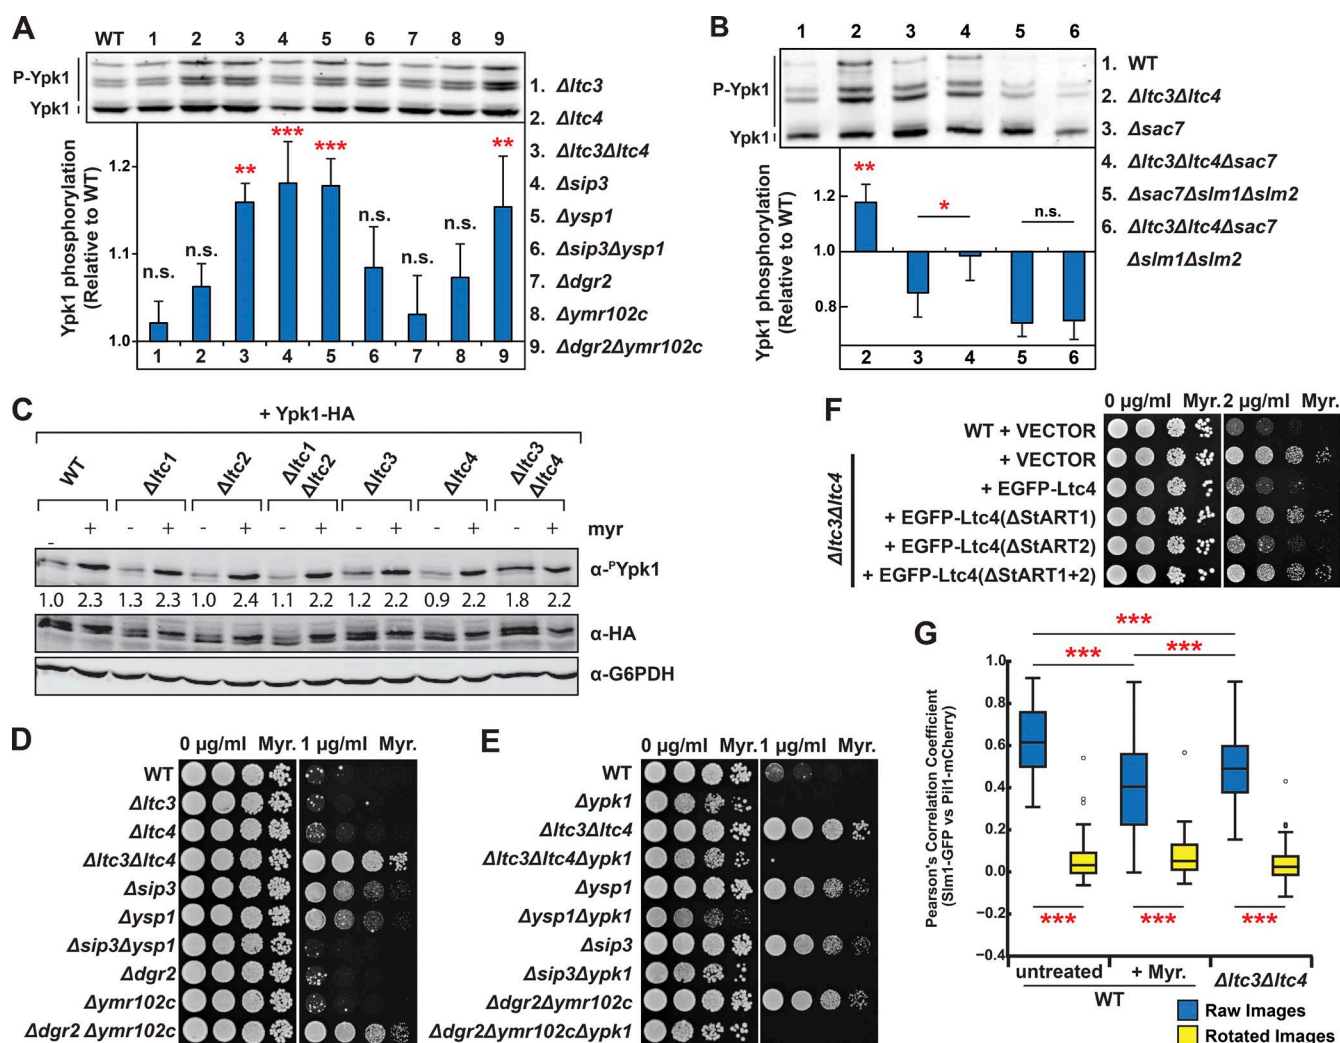 A
WT 1 2 3 4 5 6 7 8 9
P-Ypk1
Ypk1
1. Δltc3
2. Δltc4
3. Δltc3Δltc4
4. Δsip3
5. Δysp1
6. Δsip3Δysp1
7. Δdgr2
8. Δymr102c
9. Δdgr2Δymr102c
Ypk1 phosphorylation
(Relative to WT)
1.2
1.1
1.0
n.s. n.s. ** *** *** n.s. n.s. n.s. **
1 2 3 4 5 6 7 8 9
B
1 2 3 4 5 6
P-Ypk1
Ypk1
1. WT
2. Δltc3Δltc4
3. Δsac7
4. Δltc3Δltc4Δsac7
5. Δsac7Δslm1Δslm2
6. Δltc3Δltc4Δsac7
Δslm1Δslm2
Ypk1 phosphorylation
(Relative to WT)
1.2
1.0
0.8
** * n.s.
2 3 4 5 6
C
+ Ypk1-HA
WT Δltc1 Δltc2 Δltc1 Δltc2 Δltc3 Δltc4 Δltc3 Δltc4
- + - + - + - + - + - + - + myr
α-ᴾYpk1
1.0 2.3 1.3 2.3 1.0 2.4 1.1 2.2 1.2 2.2 0.9 2.2 1.8 2.2
α-HA
α-G6PDH
D
0 μg/ml Myr. 1 μg/ml Myr.
WT
Δltc3
Δltc4
Δltc3Δltc4
Δsip3
Δysp1
Δsip3Δysp1
Δdgr2
Δymr102c
Δdgr2 Δymr102c
E
0 μg/ml Myr. 1 μg/ml Myr.
WT
Δypk1
Δltc3Δltc4
Δltc3Δltc4Δypk1
Δysp1
Δysp1Δypk1
Δsip3
Δsip3Δypk1
Δdgr2Δymr102c
Δdgr2Δymr102cΔypk1
F
0 μg/ml Myr. 2 μg/ml Myr.
WT + VECTOR
+ VECTOR
+ EGFP-Ltc4
+ EGFP-Ltc4(ΔStART1)
+ EGFP-Ltc4(ΔStART2)
+ EGFP-Ltc4(ΔStART1+2)
Δltc3Δltc4
G
Pearson's Correlation Coefficient
(Slm1-GFP vs Pil1-mCherry)
1.0
0.8
0.6
0.4
0.2
0.0
−0.2
−0.4
***
*** ***
*** *** ***
untreated + Myr. Δltc3Δltc4
WT
Raw Images
Rotated Images